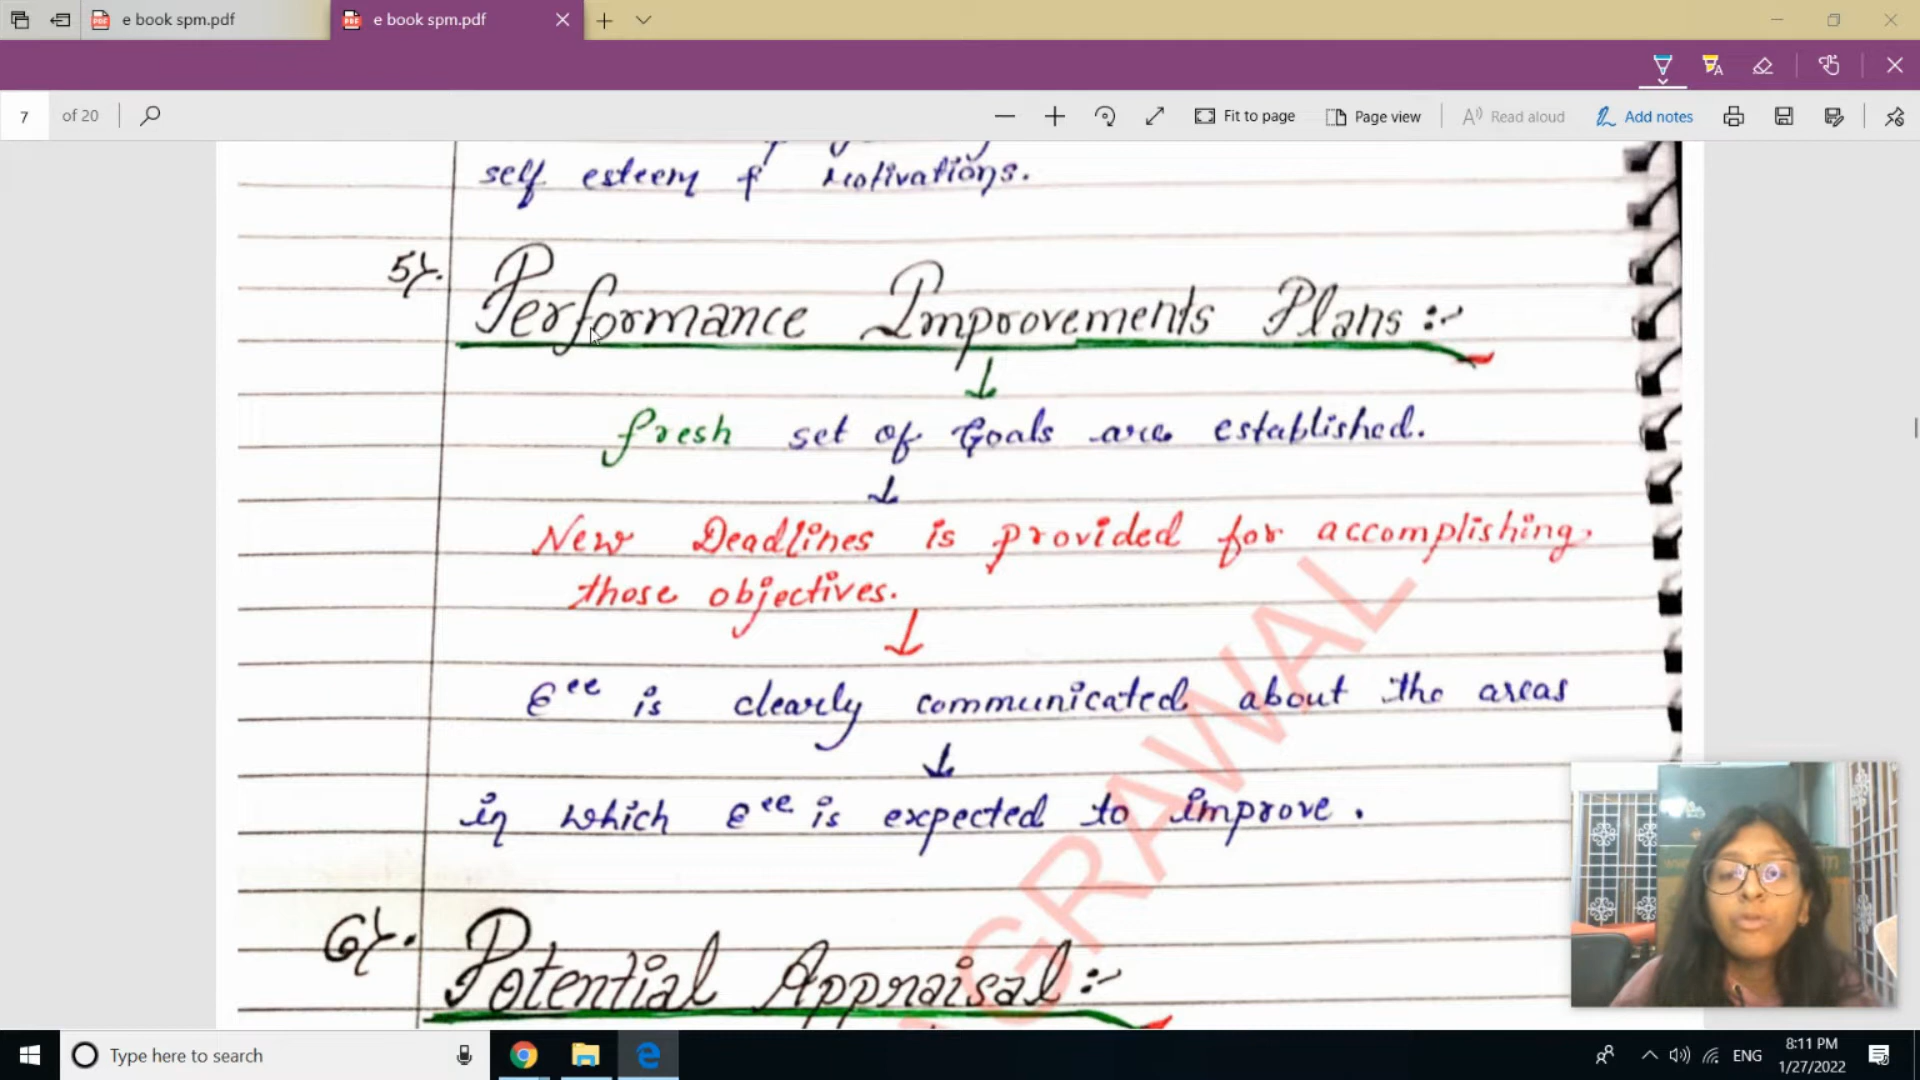 e book spm.pdf
e book spm.pdf
7 of 20
Fit to page
Page view
Read aloud
Add notes
self esteem & motivations.
5). Performance Improvements Plans :-
fresh set of Goals are established.
New Deadlines is provided for accomplishing
those objectives.
Eee is clearly communicated about the areas
in which Eee is expected to improve.
6). Potential Appraisal :-
AGRAWAL
Type here to search
ENG
8:11 PM
1/27/2022